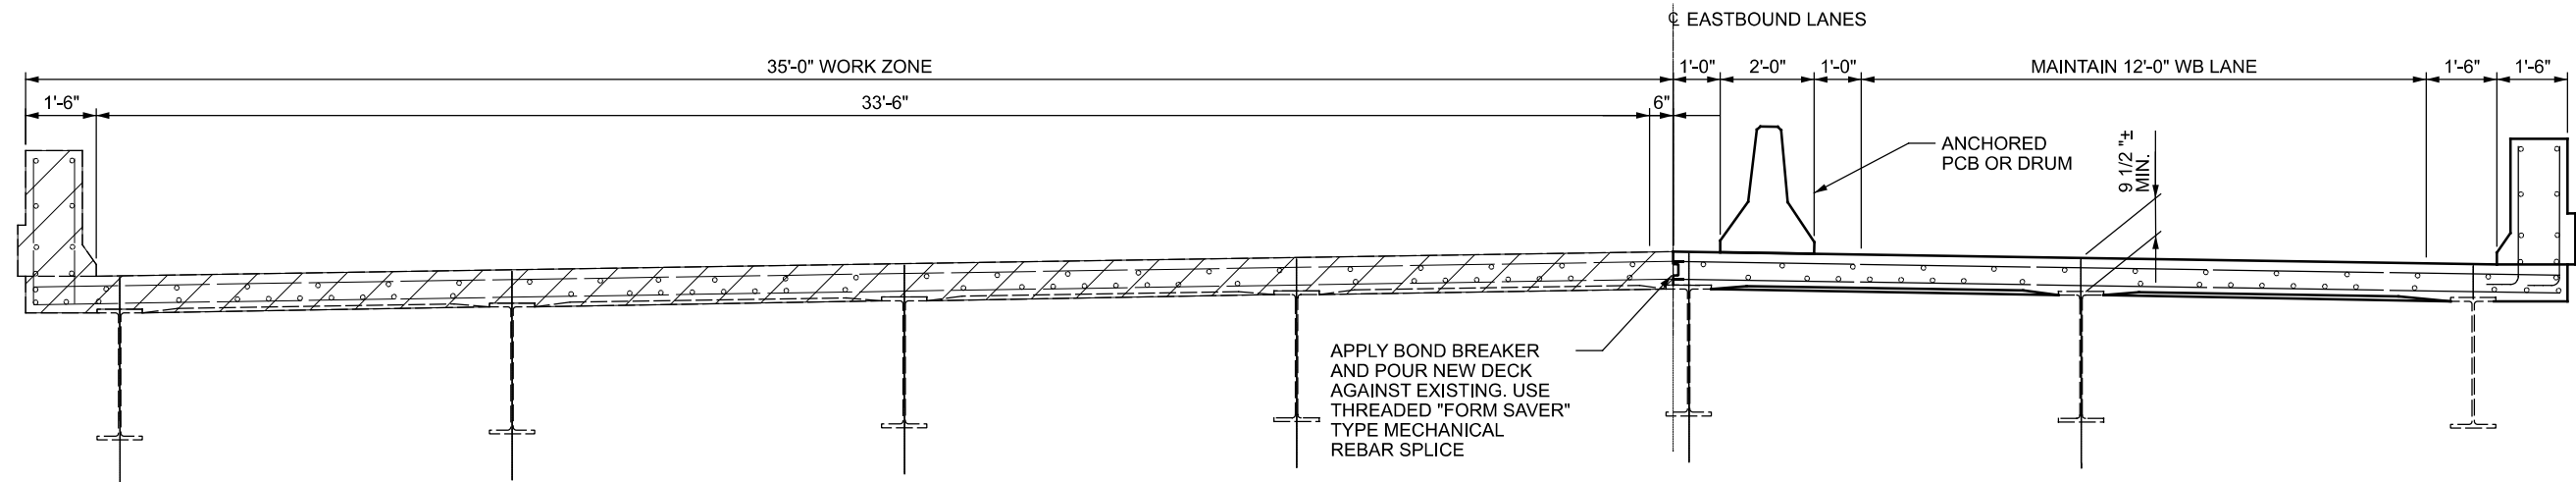 ℄ EASTBOUND LANES
35'-0" WORK ZONE
1'-0"
2'-0"
1'-0"
MAINTAIN 12'-0" WB LANE
1'-6"
1'-6"
1'-6"
33'-6"
6"
ANCHORED
PCB OR DRUM
9 1/2 "±
MIN.
APPLY BOND BREAKER
AND POUR NEW DECK
AGAINST EXISTING. USE
THREADED "FORM SAVER"
TYPE MECHANICAL
REBAR SPLICE